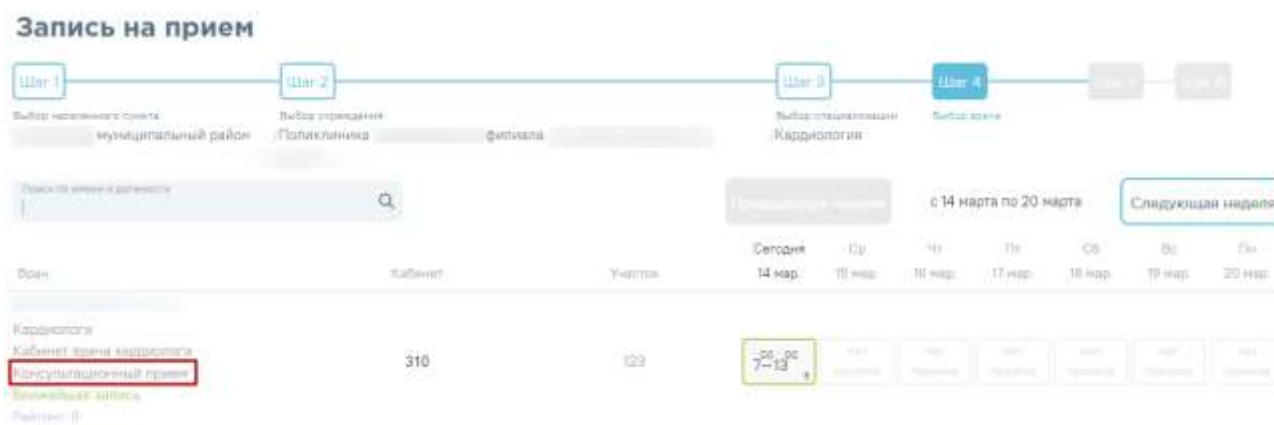 Запись на прием
Шаг 1 Шаг 2 Шаг 3 Шаг 4
Выбор населенного пункта Выбор учреждения Выбор специализации Выбор врача
муниципальный район Поликлиника филиала Кардиология
Поиск по имени и должности
с 14 марта по 20 марта Следующая неделя
Сегодня Ср Чт Пт Сб Вс Пн
Врач Кабинет Участок 14 мар. 15 мар. 16 мар. 17 мар. 18 мар. 19 мар. 20 мар.
Кардиологи
Кабинет врача кардиолога
310 123 7⁰⁰–13⁰⁰
Консультационный прием
Ближайшая запись
Рейтинг: 0